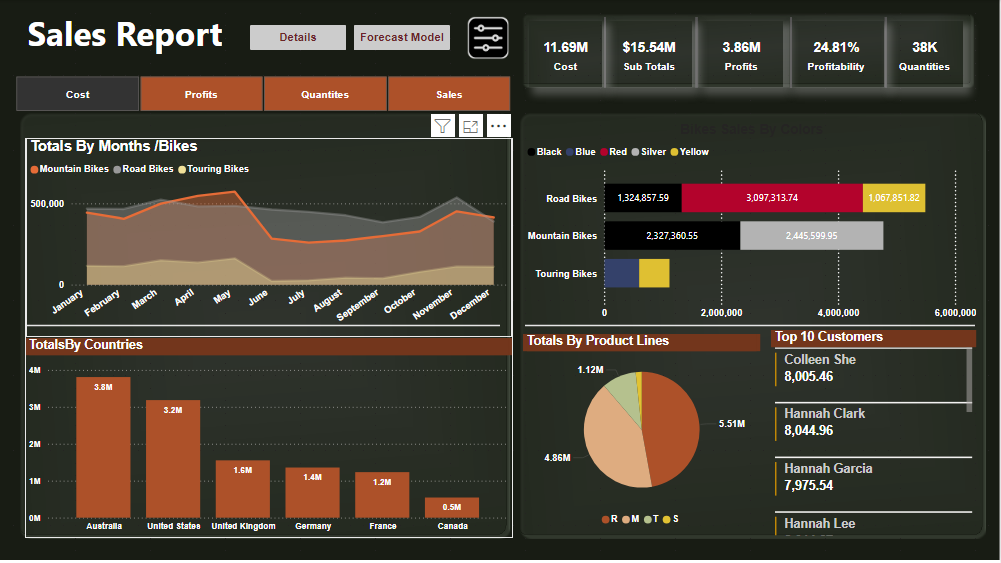 Sales Report
Details
Forecast Model
11.69M
Cost
$15.54M
Sub Totals
3.86M
Profits
24.81%
Profitability
38K
Quantities
Cost
Profits
Quantites
Sales
Totals By Months /Bikes
Mountain Bikes Road Bikes Touring Bikes
500,000
0
January February March April May June July August September October November December
Bikes Sales By Colors
Black Blue Red Silver Yellow
Road Bikes 1,324,857.59 3,097,313.74 1,067,851.82
Mountain Bikes 2,327,360.55 2,445,599.95
Touring Bikes
0 2,000,000 4,000,000 6,000,000
TotalsBy Countries
4M
3M
2M
1M
0M
3.8M
3.2M
1.6M
1.4M
1.2M
0.5M
Australia United States United Kingdom Germany France Canada
Totals By Product Lines
1.12M
5.51M
4.86M
R M T S
Top 10 Customers
Colleen She
8,005.46
Hannah Clark
8,044.96
Hannah Garcia
7,975.54
Hannah Lee